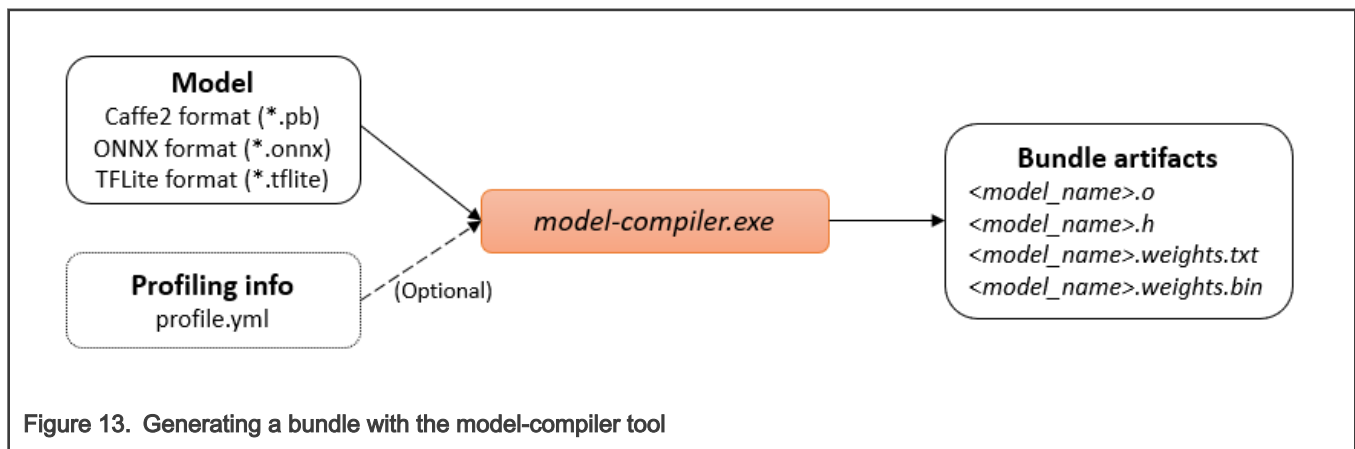 Model
Caffe2 format (*.pb)
ONNX format (*.onnx)
TFLite format (*.tflite)
Profiling info
profile.yml
(Optional)
model-compiler.exe
Bundle artifacts
<model_name>.o
<model_name>.h
<model_name>.weights.txt
<model_name>.weights.bin
Figure 13. Generating a bundle with the model-compiler tool